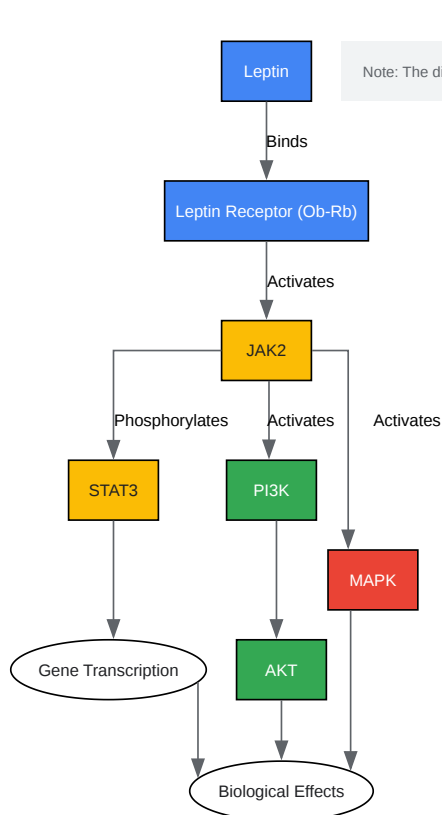 Leptin
Note: The di
Binds
Leptin Receptor (Ob-Rb)
Activates
JAK2
Phosphorylates
Activates
Activates
STAT3
PI3K
MAPK
Gene Transcription
AKT
Biological Effects